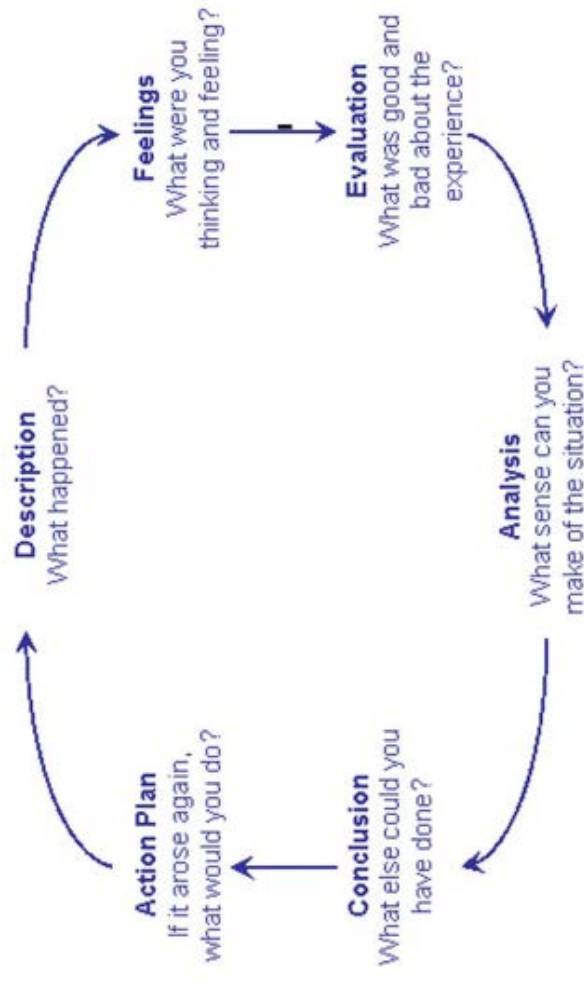 Description
What happened?
Feelings
What were you
thinking and feeling?
Evaluation
What was good and
bad about the
experience?
Analysis
What sense can you
make of the situation?
Conclusion
What else could you
have done?
Action Plan
If it arose again,
what would you do?